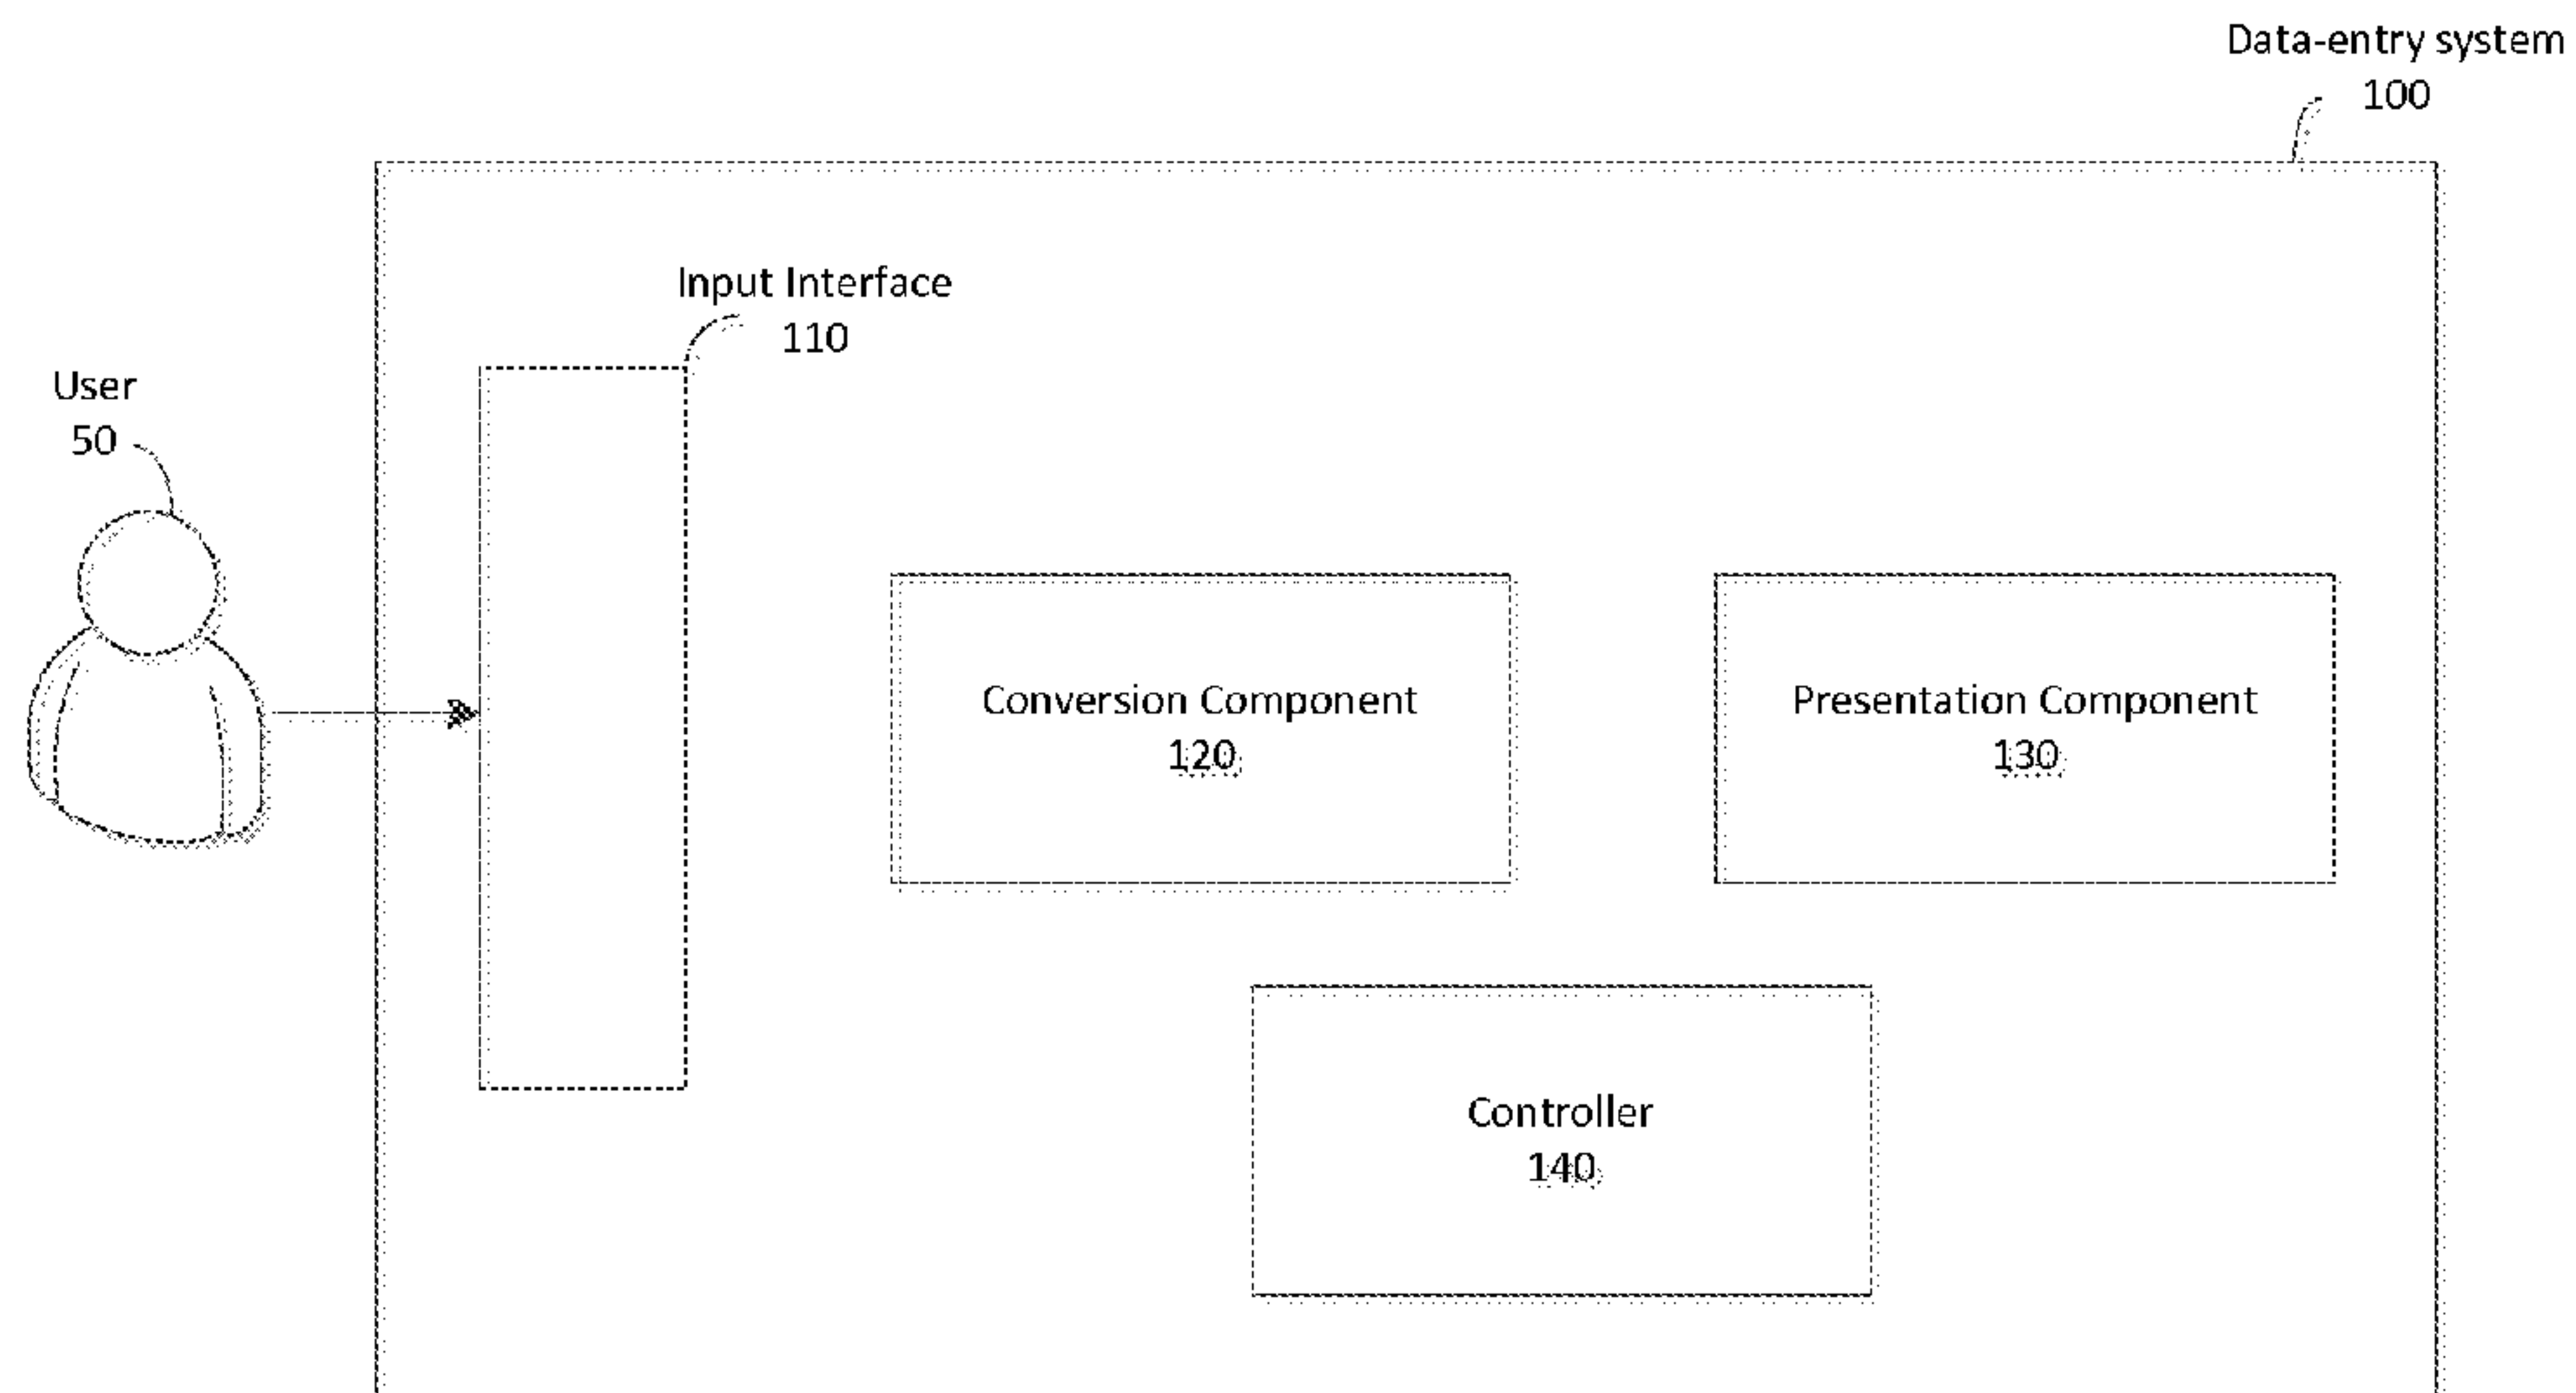 Data-entry system
100
Input Interface
110
User
50
Conversion Component
120
Presentation Component
130
Controller
140